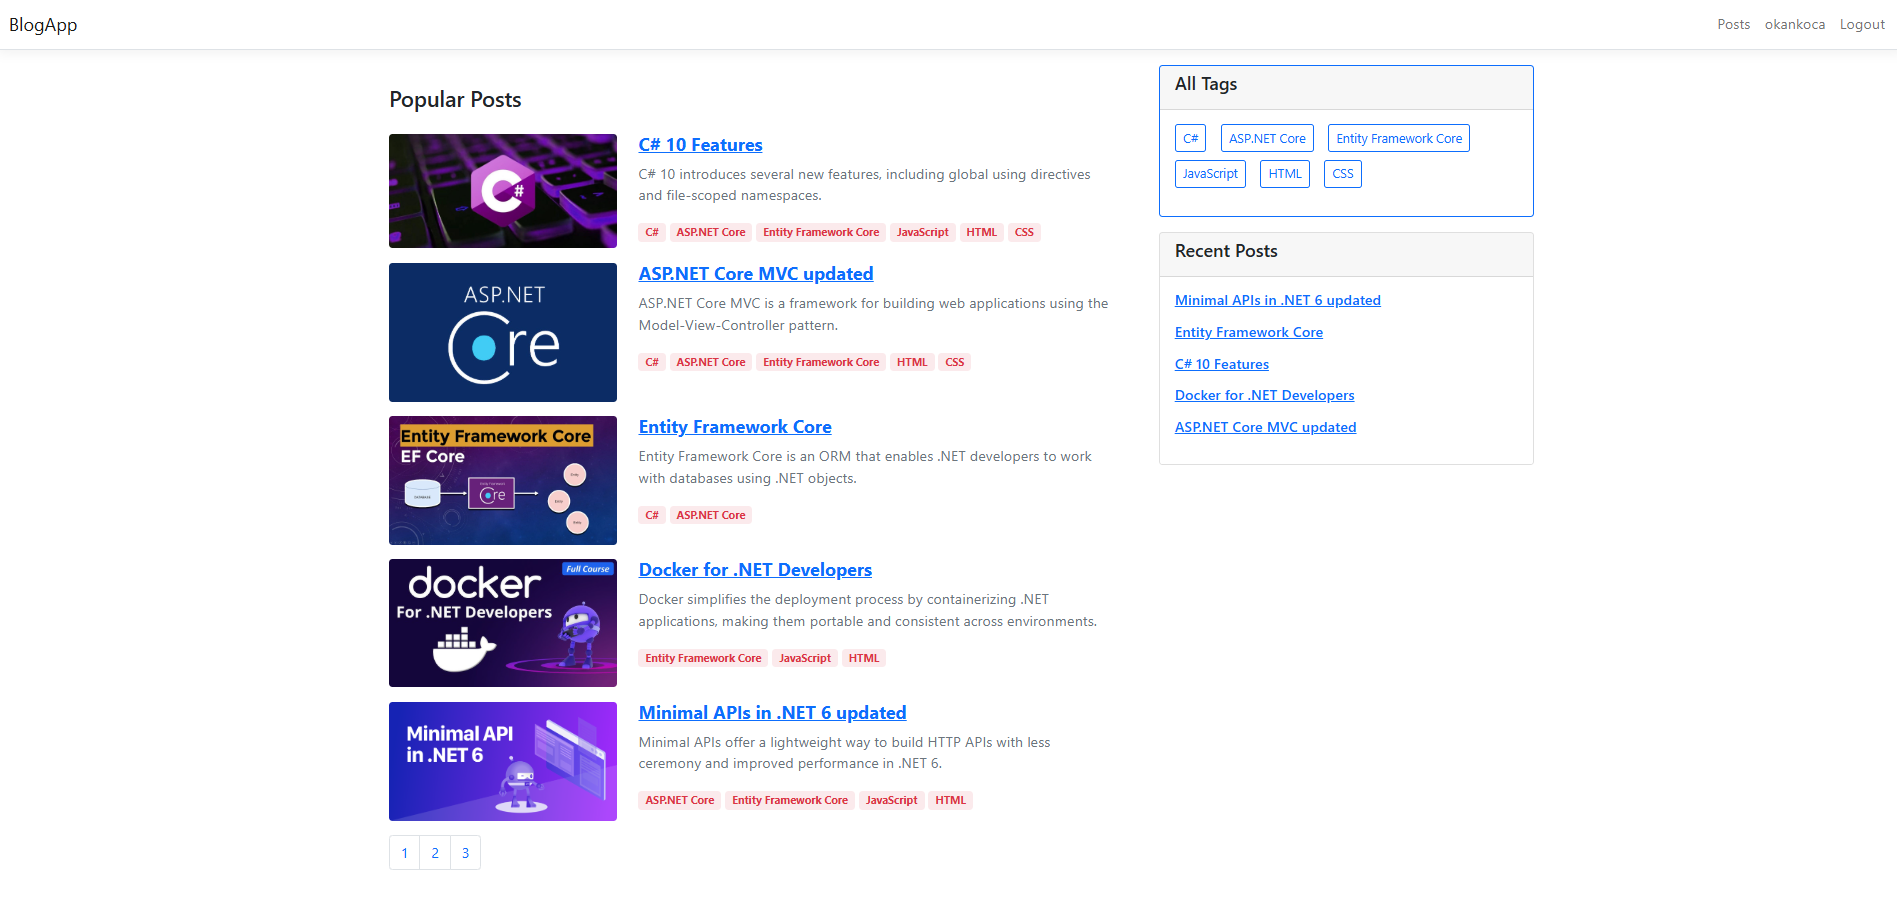 BlogApp
Posts okankoca Logout
Popular Posts
C#
C# 10 Features
C# 10 introduces several new features, including global using directives
and file-scoped namespaces.
C# ASP.NET Core Entity Framework Core JavaScript HTML CSS
ASP.NET
Core
ASP.NET Core MVC updated
ASP.NET Core MVC is a framework for building web applications using the
Model-View-Controller pattern.
C# ASP.NET Core Entity Framework Core HTML CSS
Entity Framework Core
EF Core
DATABASE
Core
Entity Framework Core
Entity Framework Core is an ORM that enables .NET developers to work
with databases using .NET objects.
C# ASP.NET Core
Full Course
docker
For .NET Developers
Docker for .NET Developers
Docker simplifies the deployment process by containerizing .NET
applications, making them portable and consistent across environments.
Entity Framework Core JavaScript HTML
Minimal API
in .NET 6
Minimal APIs in .NET 6 updated
Minimal APIs offer a lightweight way to build HTTP APIs with less
ceremony and improved performance in .NET 6.
ASP.NET Core Entity Framework Core JavaScript HTML
1 2 3
All Tags
C# ASP.NET Core Entity Framework Core
JavaScript HTML CSS
Recent Posts
Minimal APIs in .NET 6 updated
Entity Framework Core
C# 10 Features
Docker for .NET Developers
ASP.NET Core MVC updated